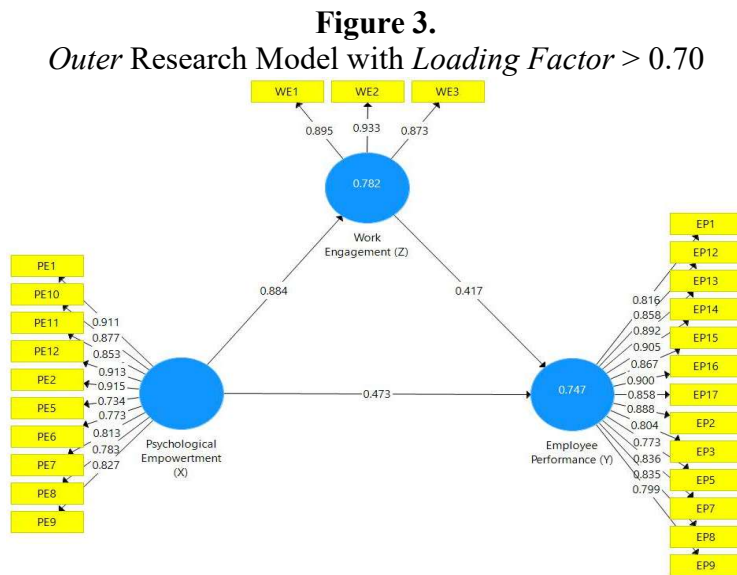 Figure 3.
Outer Research Model with Loading Factor > 0.70
WE1
WE2
WE3
0.895
0.933
0.873
0.782
Work
Engagement (Z)
0.884
0.417
0.473
PE1
PE10
PE11
PE12
PE2
PE5
PE6
PE7
PE8
PE9
0.911
0.877
0.853
0.913
0.915
0.734
0.773
0.813
0.783
0.827
Psychological
Empowertment
(X)
0.747
Employee
Performance (Y)
0.816
0.858
0.892
0.905
0.867
0.900
0.858
0.888
0.804
0.773
0.836
0.835
0.799
EP1
EP12
EP13
EP14
EP15
EP16
EP17
EP2
EP3
EP5
EP7
EP8
EP9